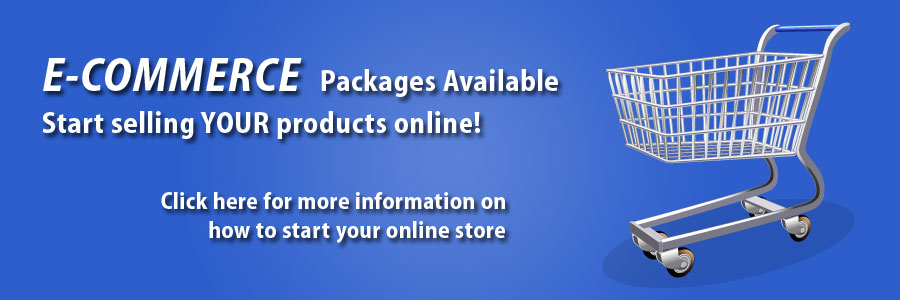 E-COMMERCE Packages Available
Start selling YOUR products online!
Click here for more information on
how to start your online store